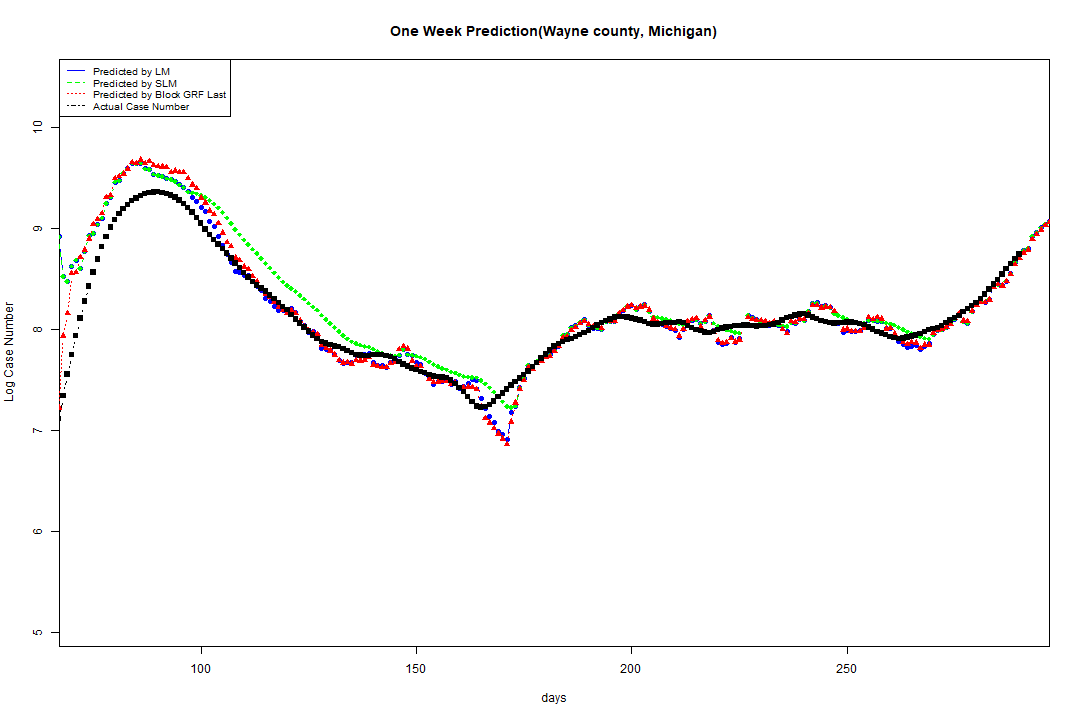 One Week Prediction(Wayne county, Michigan)
Predicted by LM
Predicted by SLM
Predicted by Block GRF Last
Actual Case Number
10
9
8
7
6
5
Log Case Number
100
150
200
250
days